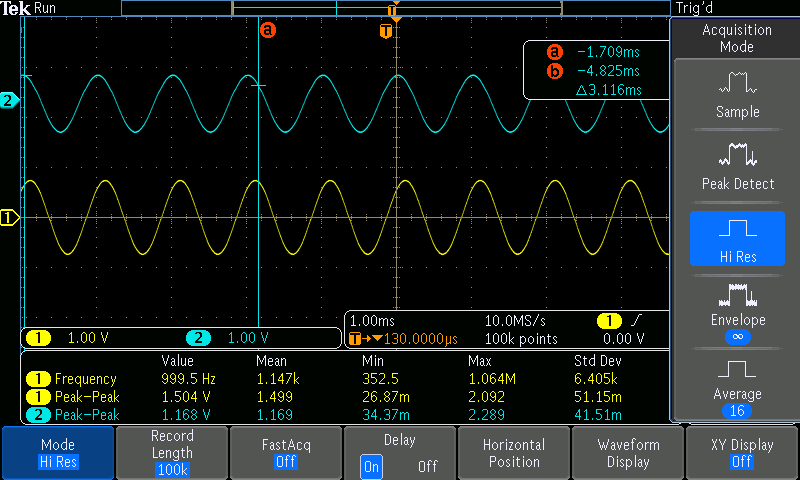 Tek Run Trig'd
T
a T
a −1.709ms
b −4.825ms
Δ3.116ms
2
1
1 1.00 V 2 1.00 V
1.00ms 10.0MS/s 1
T→▼130.0000µs 100k points 0.00 V
Value Mean Min Max Std Dev
1 Frequency 999.5 Hz 1.147k 352.5 1.064M 6.405k
1 Peak–Peak 1.504 V 1.499 26.87m 2.092 51.15m
2 Peak–Peak 1.168 V 1.169 34.37m 2.289 41.51m
Acquisition
Mode
Sample
Peak Detect
Hi Res
Envelope
∞
Average
16
Mode
Hi Res
Record
Length
100k
FastAcq
Off
Delay
On Off
Horizontal
Position
Waveform
Display
XY Display
Off